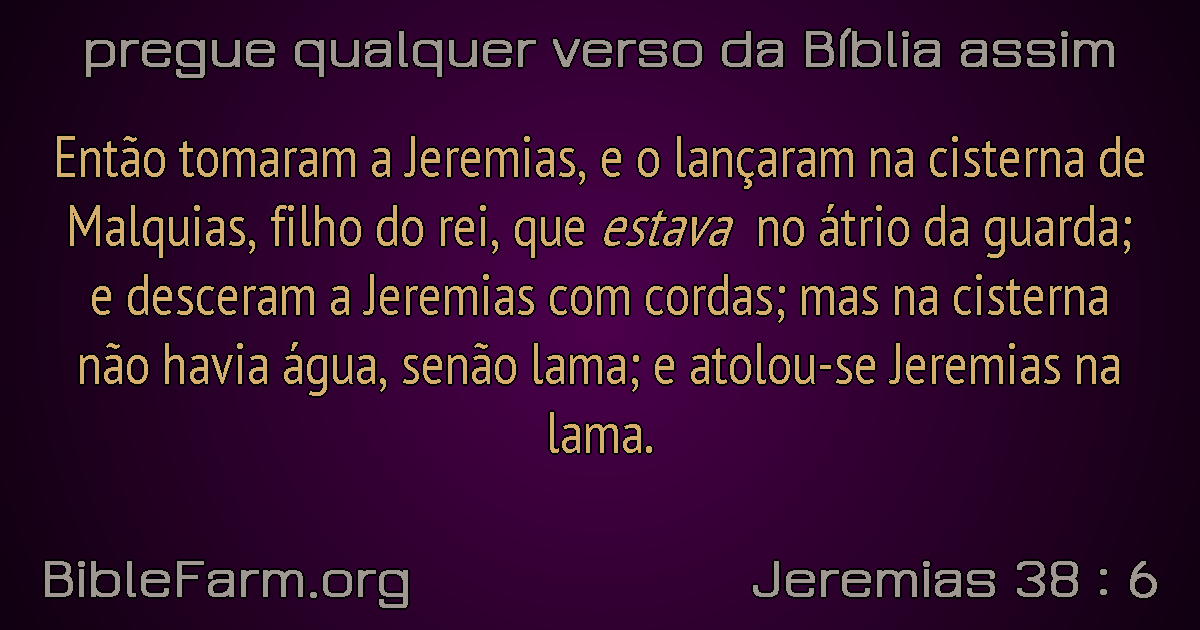 pregue qualquer verso da Bíblia assim
Então tomaram a Jeremias, e o lançaram na cisterna de
Malquias, filho do rei, que estava no átrio da guarda;
e desceram a Jeremias com cordas; mas na cisterna
não havia água, senão lama; e atolou-se Jeremias na
lama.
BibleFarm.org
Jeremias 38 : 6